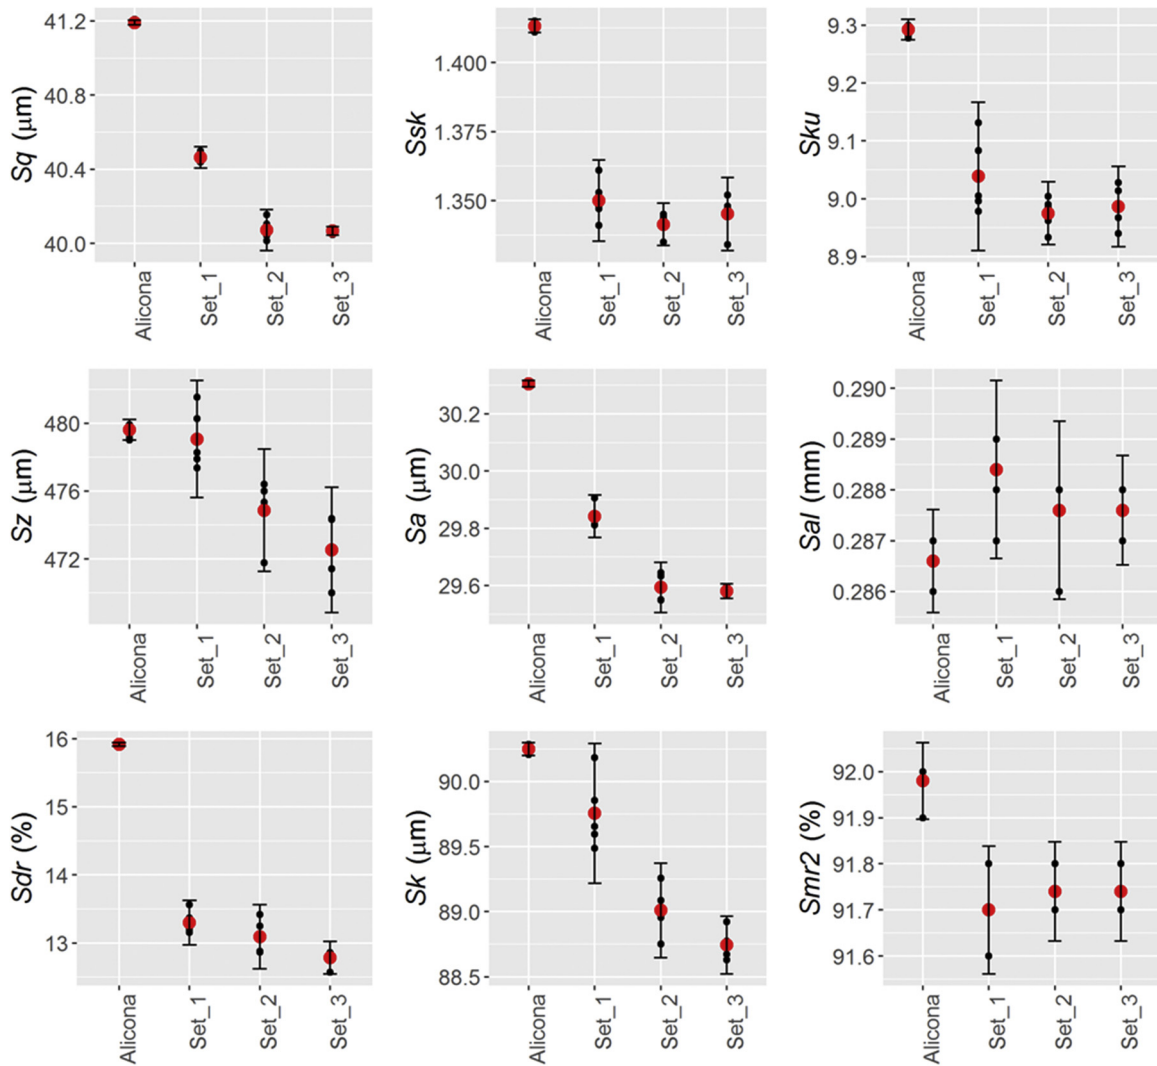 Sq (μm)
41.2
40.8
40.4
40.0
Alicona
Set_1
Set_2
Set_3
Ssk
1.400
1.375
1.350
Alicona
Set_1
Set_2
Set_3
Sku
9.3
9.2
9.1
9.0
8.9
Alicona
Set_1
Set_2
Set_3
Sz (μm)
480
476
472
Alicona
Set_1
Set_2
Set_3
Sa (μm)
30.2
30.0
29.8
29.6
Alicona
Set_1
Set_2
Set_3
Sal (mm)
0.290
0.289
0.288
0.287
0.286
Alicona
Set_1
Set_2
Set_3
Sdr (%)
16
15
14
13
Alicona
Set_1
Set_2
Set_3
Sk (μm)
90.0
89.5
89.0
88.5
Alicona
Set_1
Set_2
Set_3
Smr2 (%)
92.0
91.9
91.8
91.7
91.6
Alicona
Set_1
Set_2
Set_3